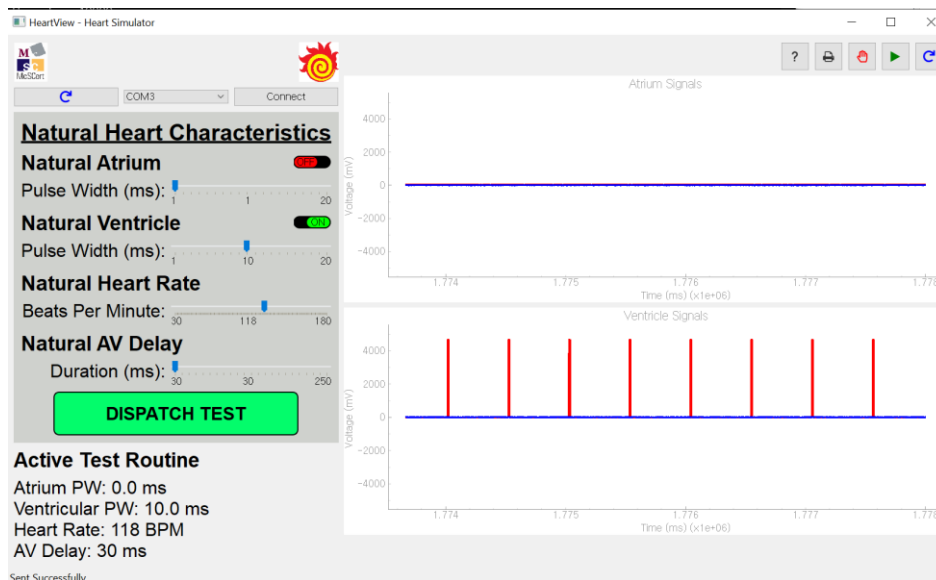 HeartView - Heart Simulator
McSCert
COM3
Connect
?
Natural Heart Characteristics
Natural Atrium
OFF
Pulse Width (ms):
1 1 20
Natural Ventricle
ON
Pulse Width (ms):
1 10 20
Natural Heart Rate
Beats Per Minute:
30 118 180
Natural AV Delay
Duration (ms):
30 30 250
DISPATCH TEST
Active Test Routine
Atrium PW: 0.0 ms
Ventricular PW: 10.0 ms
Heart Rate: 118 BPM
AV Delay: 30 ms
Sent Successfully
Atrium Signals
Voltage (mV)
4000
2000
0
−2000
−4000
1.774 1.775 1.776 1.777 1.778
Time (ms) (x1e+06)
Ventricle Signals
Voltage (mV)
4000
2000
0
−2000
−4000
1.774 1.775 1.776 1.777 1.778
Time (ms) (x1e+06)